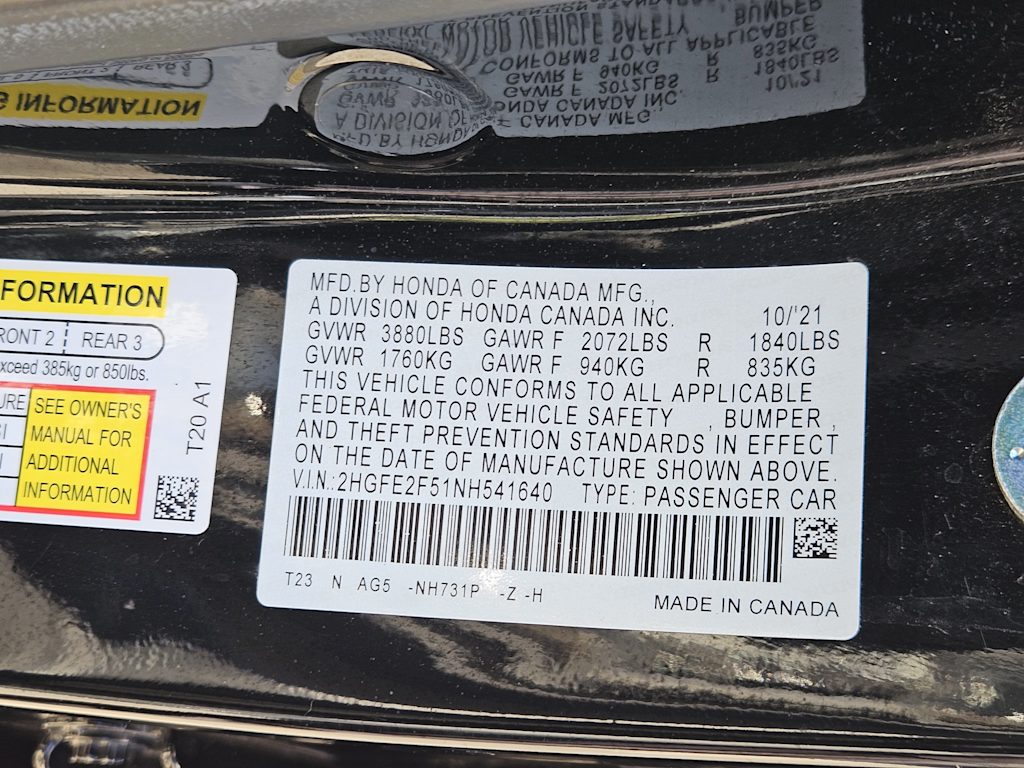 FORMATION
RONT 2 REAR 3
xceed 385kg or 850lbs.
URE
SEE OWNER'S
MANUAL FOR
ADDITIONAL
INFORMATION
T20 A1
MFD.BY HONDA OF CANADA MFG.,
A DIVISION OF HONDA CANADA INC. 10/'21
GVWR 3880LBS GAWR F 2072LBS R 1840LBS
GVWR 1760KG GAWR F 940KG R 835KG
THIS VEHICLE CONFORMS TO ALL APPLICABLE
FEDERAL MOTOR VEHICLE SAFETY , BUMPER ,
AND THEFT PREVENTION STANDARDS IN EFFECT
ON THE DATE OF MANUFACTURE SHOWN ABOVE.
V.I.N.:2HGFE2F51NH541640 TYPE: PASSENGER CAR
T23 N AG5 -NH731P -Z -H
MADE IN CANADA